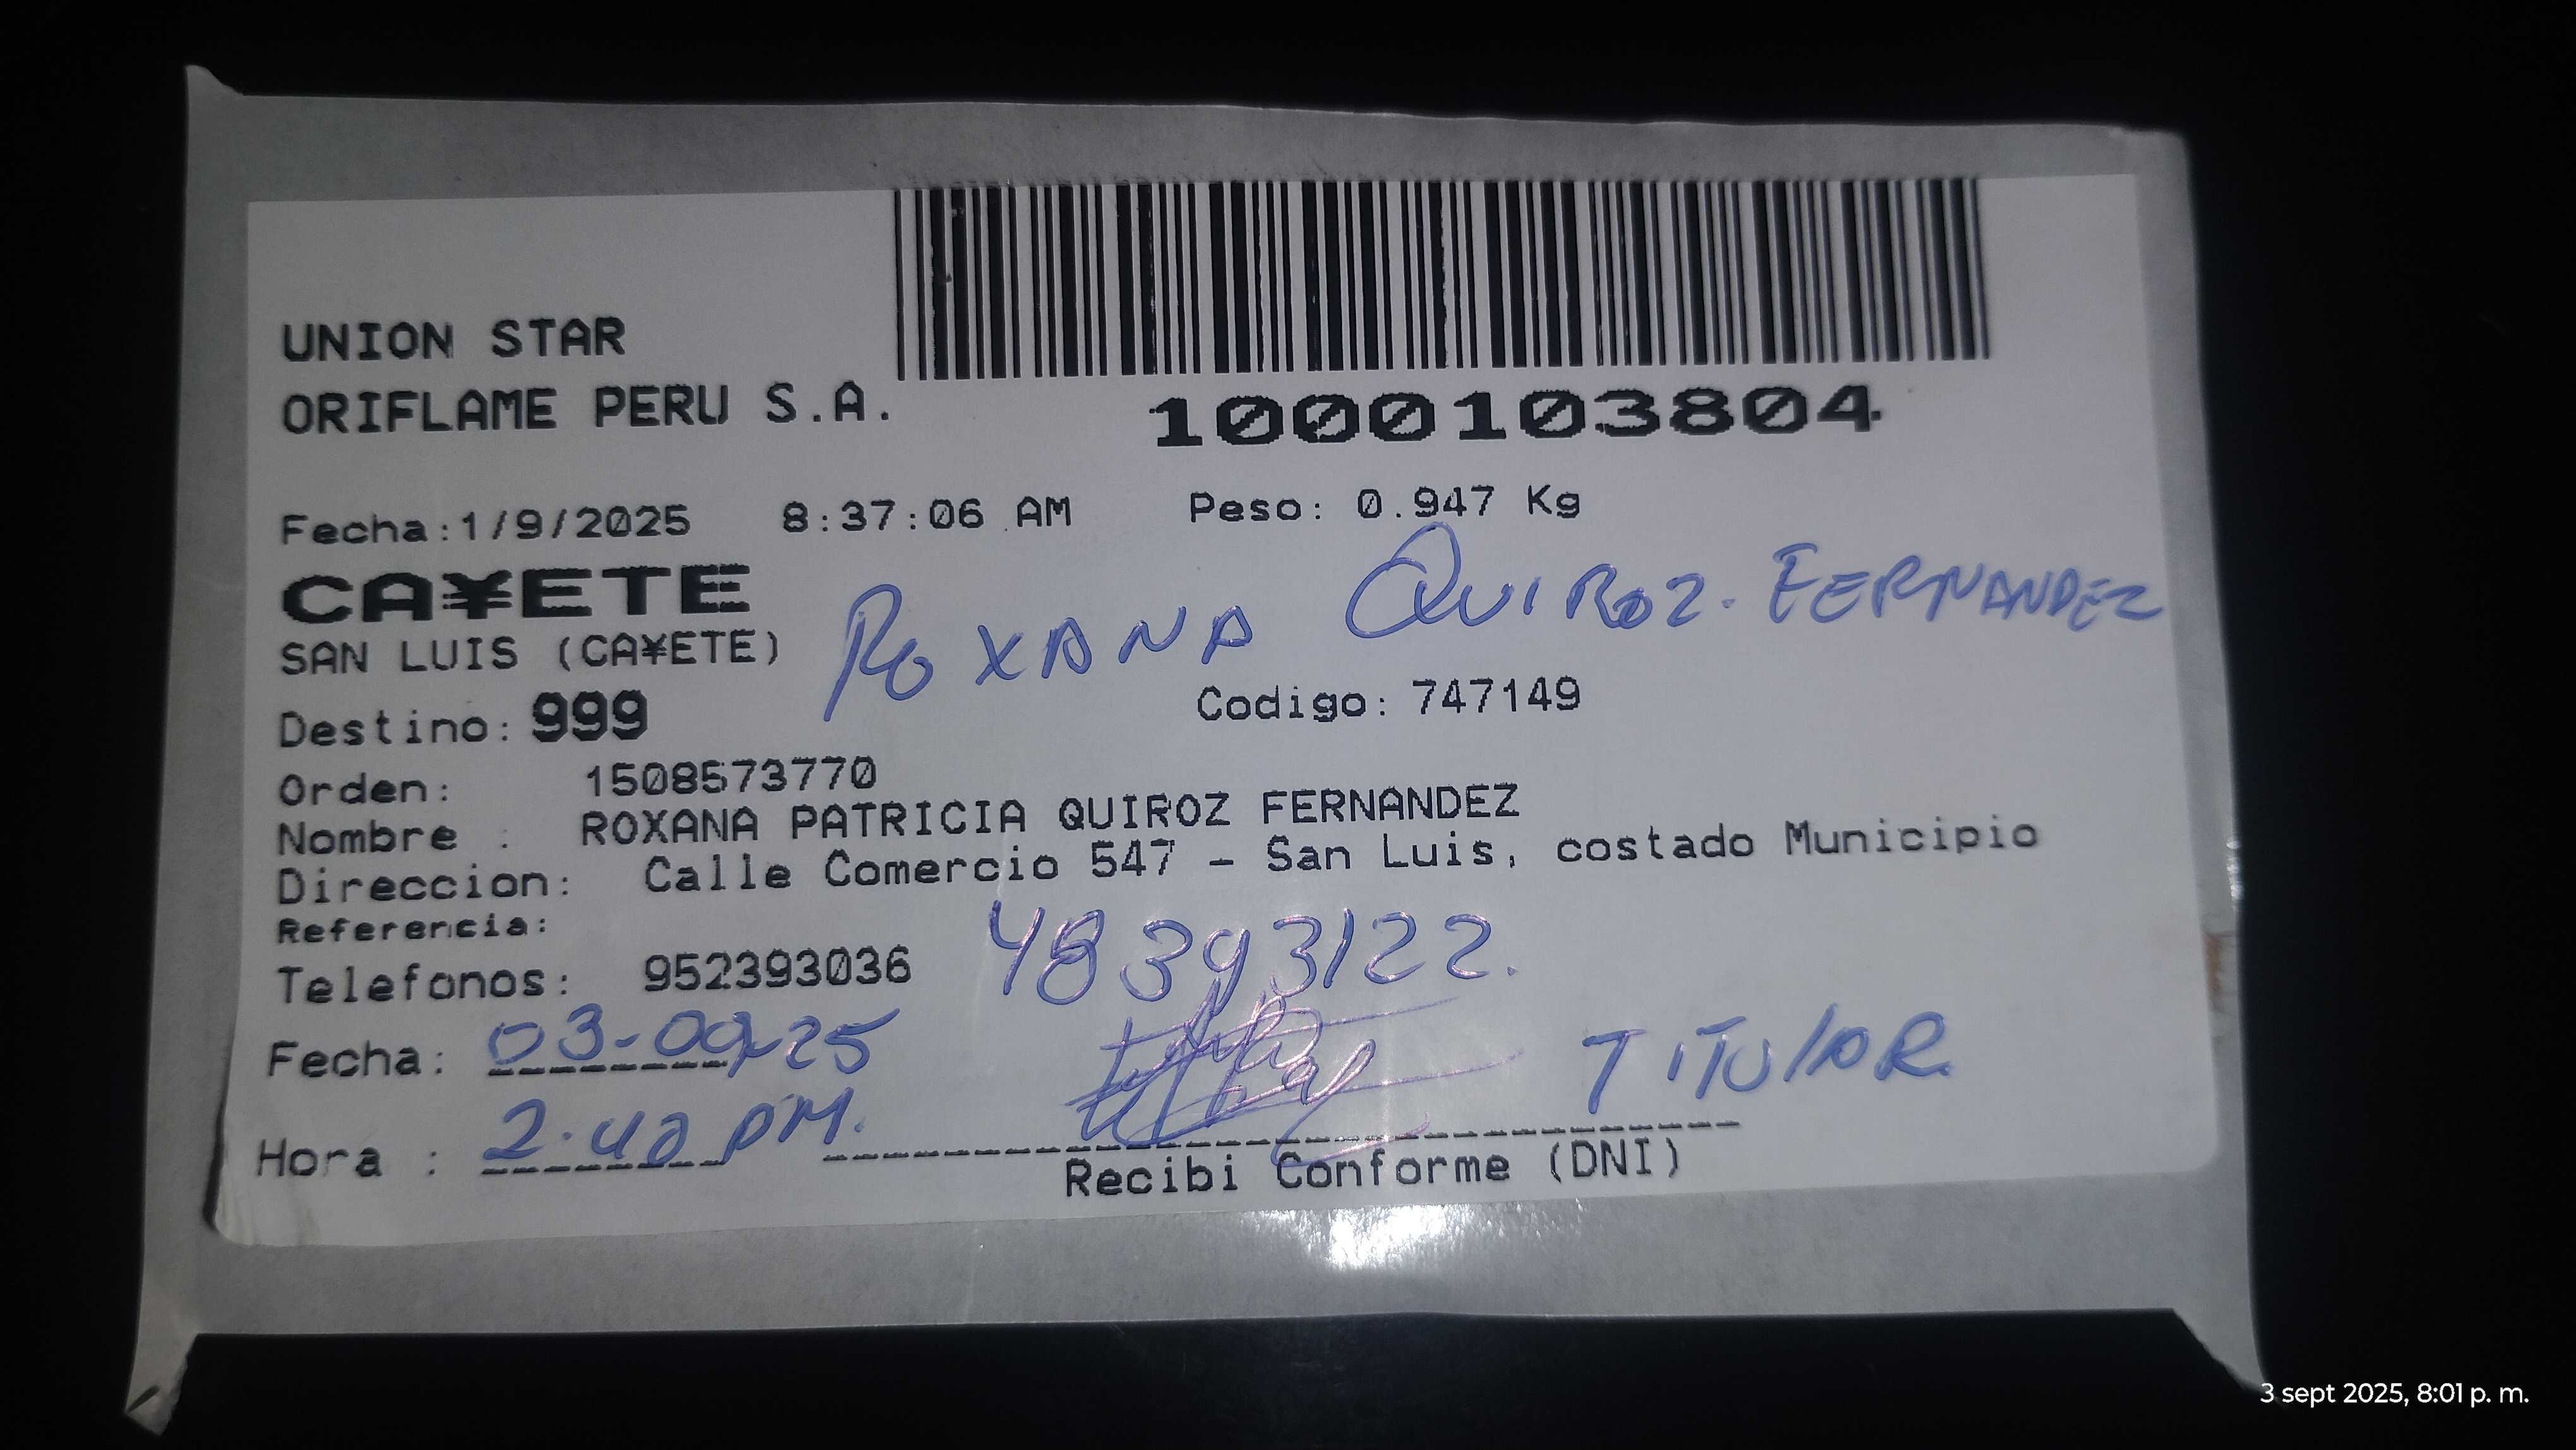 UNION STAR
ORIFLAME PERU S.A.
1000103804
Fecha:1/9/2025 8:37:06 AM Peso: 0.947 Kg
CA¥ETE
ROXANA QUIROZ. FERNANDEZ
SAN LUIS (CA¥ETE)
Destino: 999 Codigo: 747149
Orden: 1508573770
Nombre : ROXANA PATRICIA QUIROZ FERNANDEZ
Direccion: Calle Comercio 547 - San Luis, costado Municipio
Referencia:
Telefonos: 952393036 48393122.
Fecha: 03-09-25 TITULAR.
Hora : 2:40 PM.
Recibi Conforme (DNI)
3 sept 2025, 8:01 p. m.